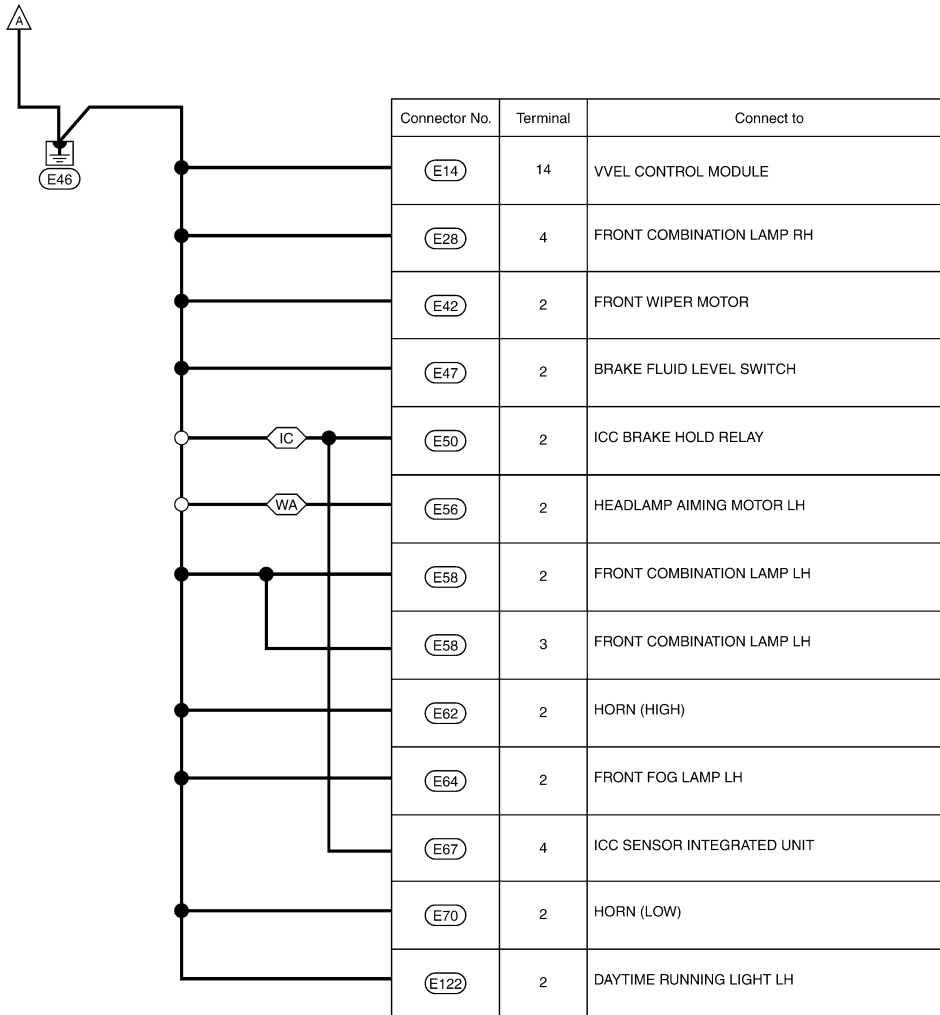 A
E46
Connector No. Terminal Connect to
E14 14 VVEL CONTROL MODULE
E28 4 FRONT COMBINATION LAMP RH
E42 2 FRONT WIPER MOTOR
E47 2 BRAKE FLUID LEVEL SWITCH
IC E50 2 ICC BRAKE HOLD RELAY
WA E56 2 HEADLAMP AIMING MOTOR LH
E58 2 FRONT COMBINATION LAMP LH
E58 3 FRONT COMBINATION LAMP LH
E62 2 HORN (HIGH)
E64 2 FRONT FOG LAMP LH
E67 4 ICC SENSOR INTEGRATED UNIT
E70 2 HORN (LOW)
E122 2 DAYTIME RUNNING LIGHT LH